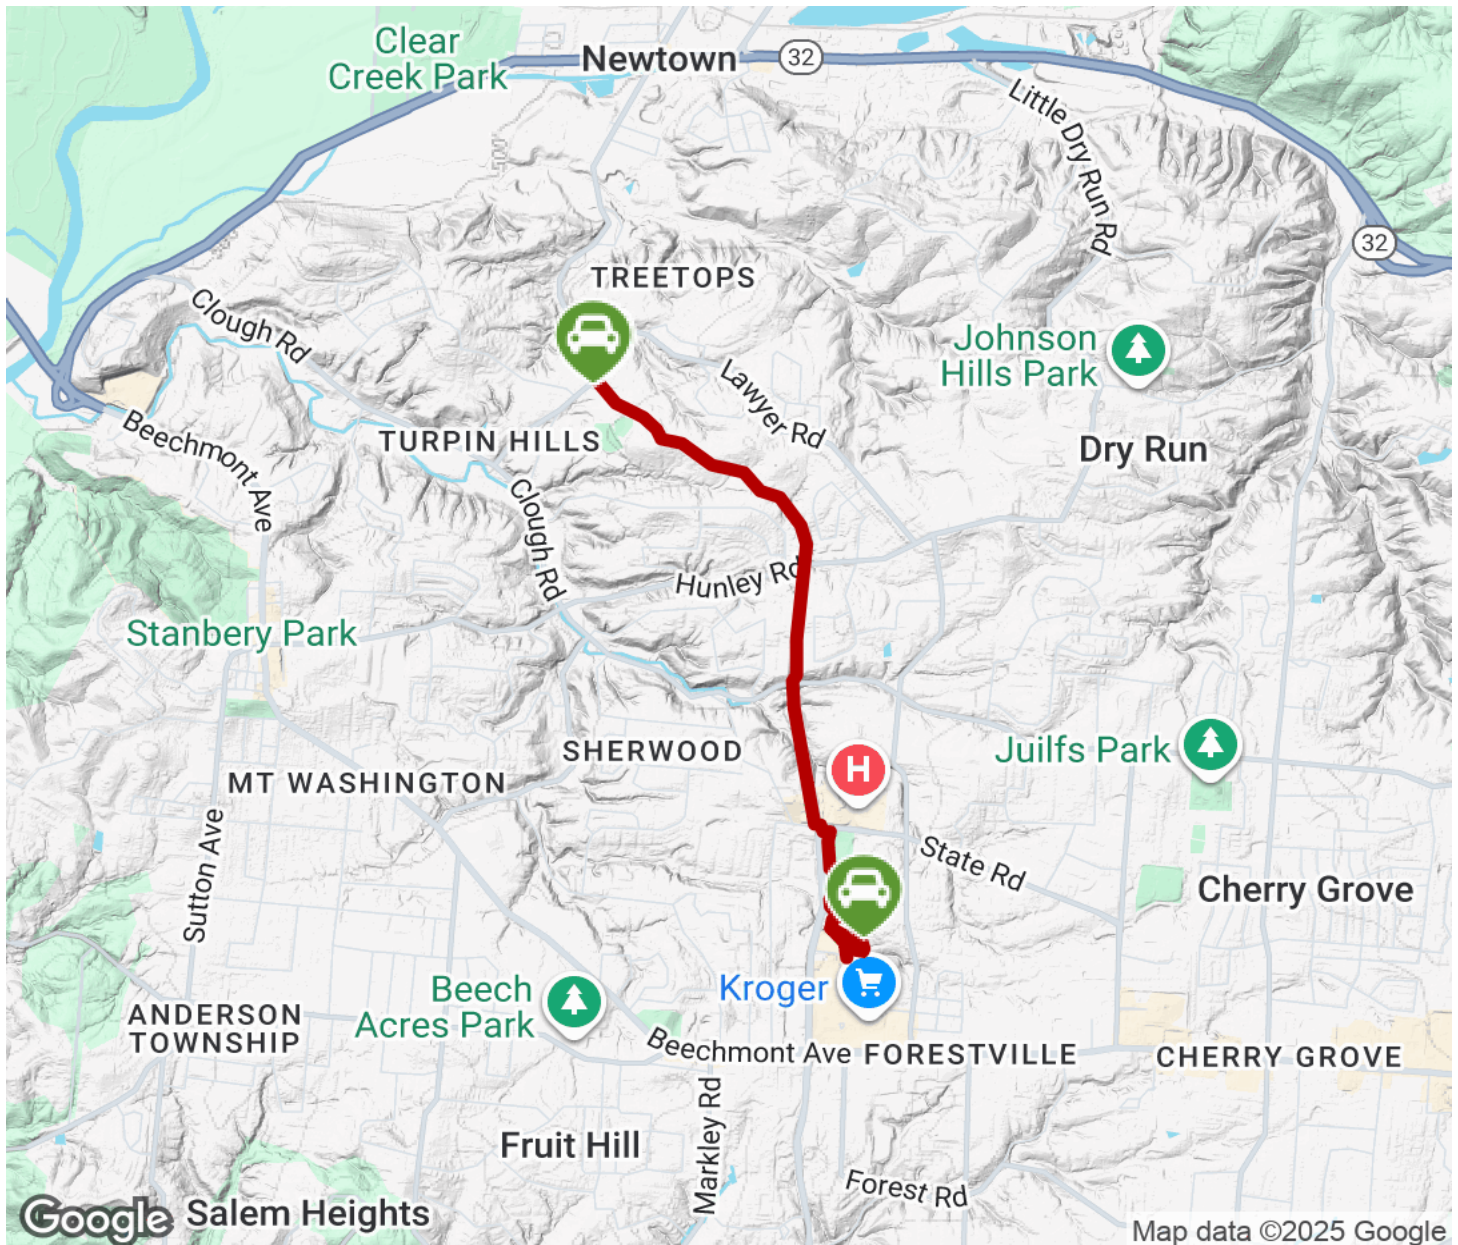 Clear
Creek Park
Newtown
32
Little Dry Run Rd
32
TREETOPS
Clough Rd
Johnson
Hills Park
Lawyer Rd
Beechmont Ave
TURPIN HILLS
Dry Run
Clough Rd
Hunley Rd
Stanbery Park
SHERWOOD
H
Juilfs Park
MT WASHINGTON
Sutton Ave
State Rd
Cherry Grove
Beech
Acres Park
Kroger
ANDERSON
TOWNSHIP
Beechmont Ave
FORESTVILLE
CHERRY GROVE
Markley Rd
Fruit Hill
Forest Rd
Google
Salem Heights
Map data ©2025 Google